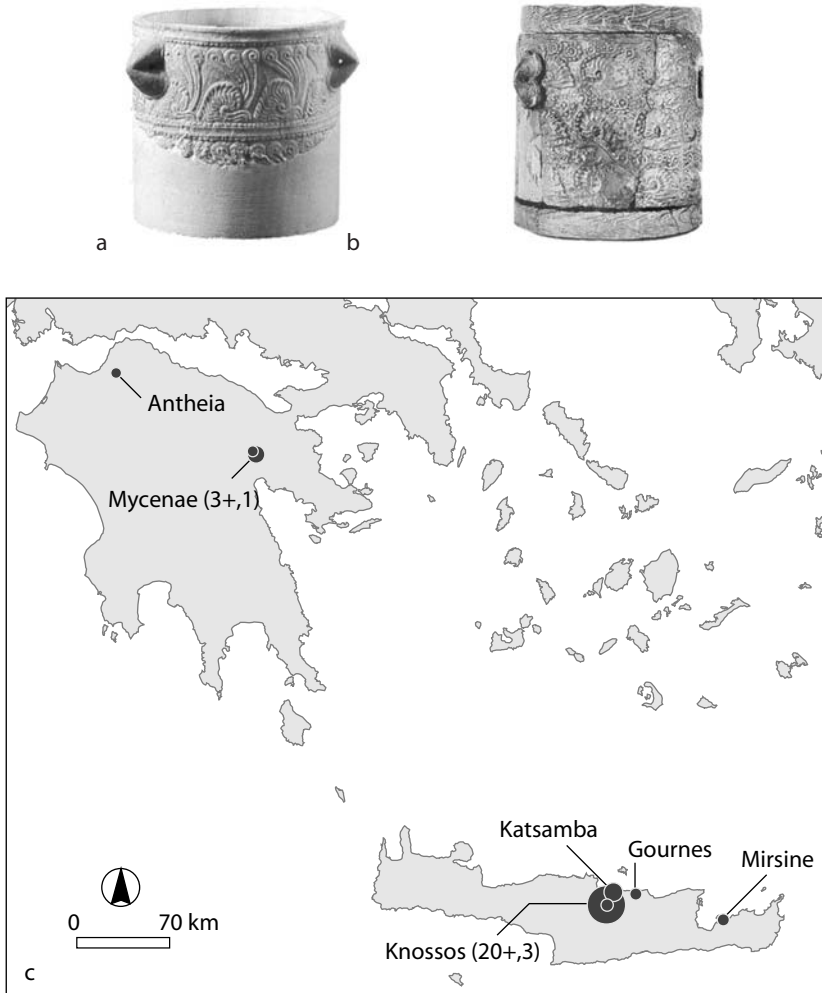 a
b
Antheia
Mycenae (3+,1)
Katsamba
Gournes
Mirsine
0 70 km
Knossos (20+,3)
c